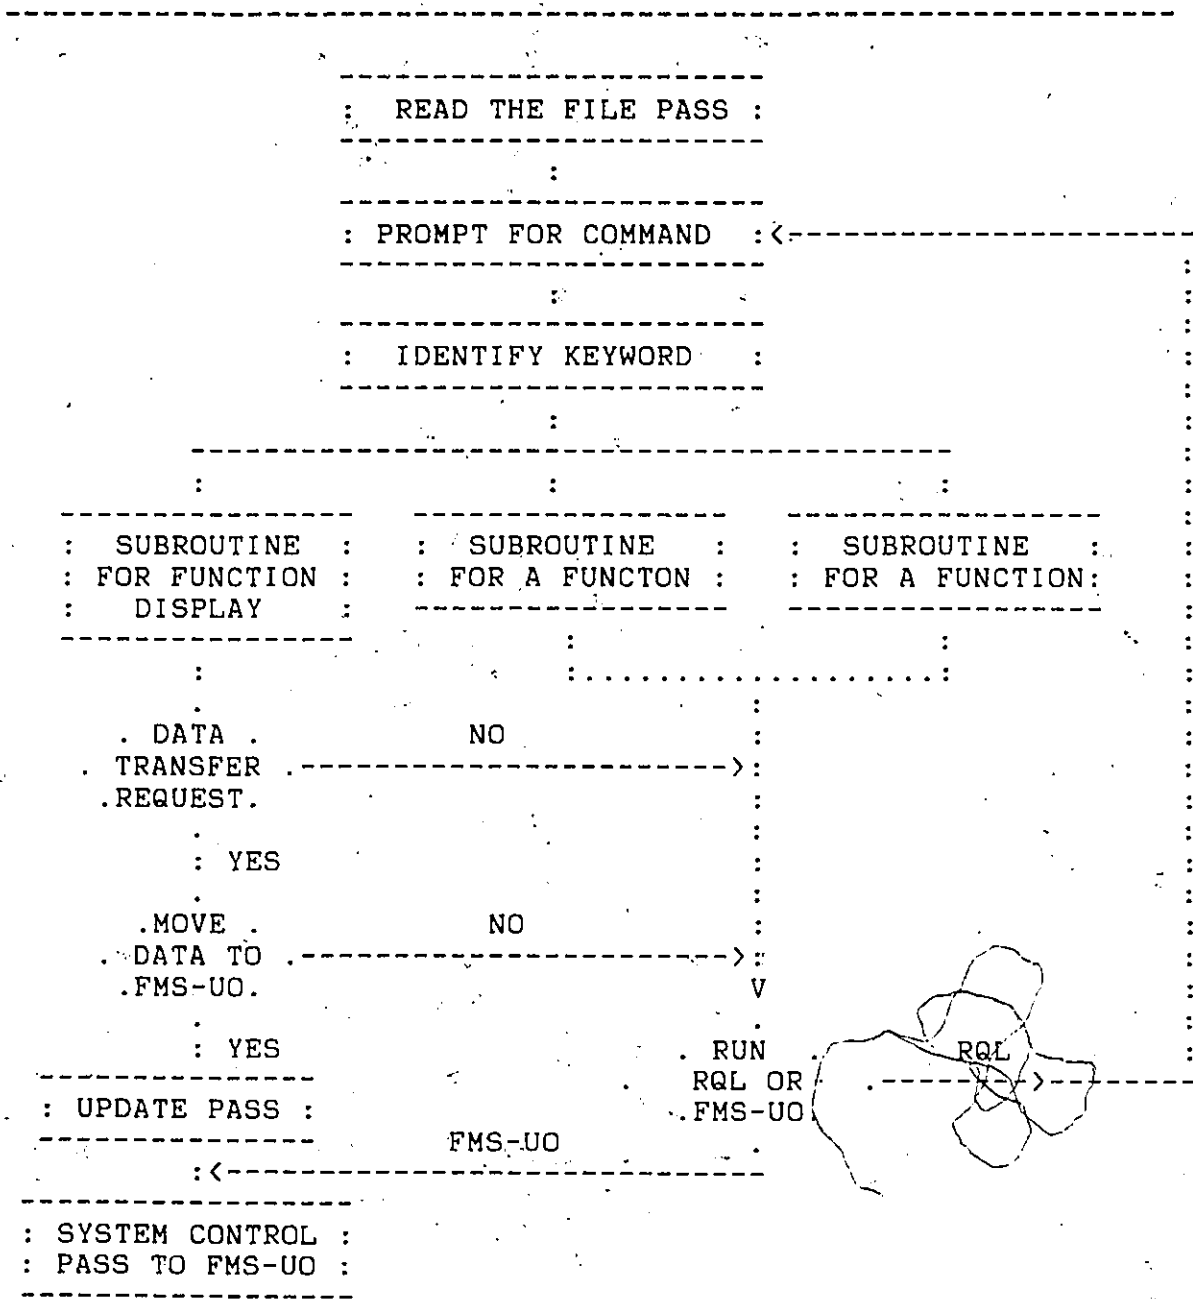 READ THE FILE PASS
PROMPT FOR COMMAND
IDENTIFY KEYWORD
SUBROUTINE FOR FUNCTION DISPLAY
SUBROUTINE FOR A FUNCTON
SUBROUTINE FOR A FUNCTION
DATA TRANSFER REQUEST
NO
YES
MOVE DATA TO FMS-UO
NO
YES
RUN RQL OR FMS-UO
RQL
UPDATE PASS
FMS-UO
SYSTEM CONTROL
PASS TO FMS-UO